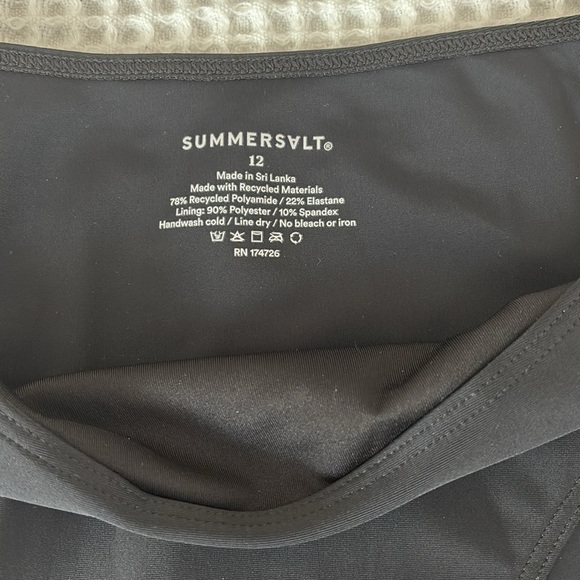 SUMMERSALT®
12
Made in Sri Lanka
Made with Recycled Materials
78% Recycled Polyamide / 22% Elastane
Lining: 90% Polyester / 10% Spandex
Handwash cold / Line dry / No bleach or iron
RN 174726